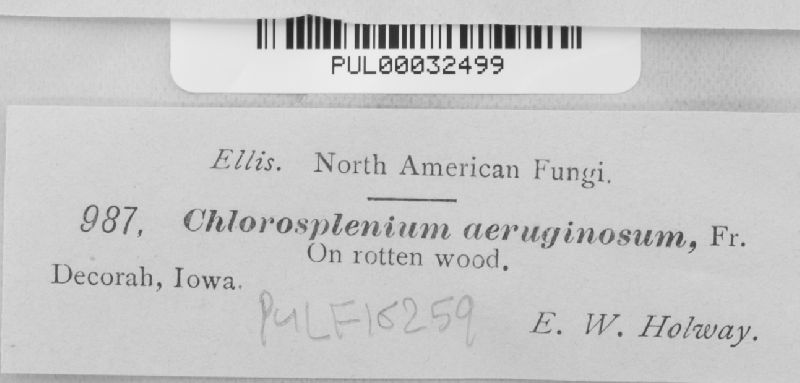 PUL00032499
Ellis. North American Fungi.
987, Chlorosplenium aeruginosum, Fr.
On rotten wood.
Decorah, Iowa.
PULF16259
E. W. Holway.